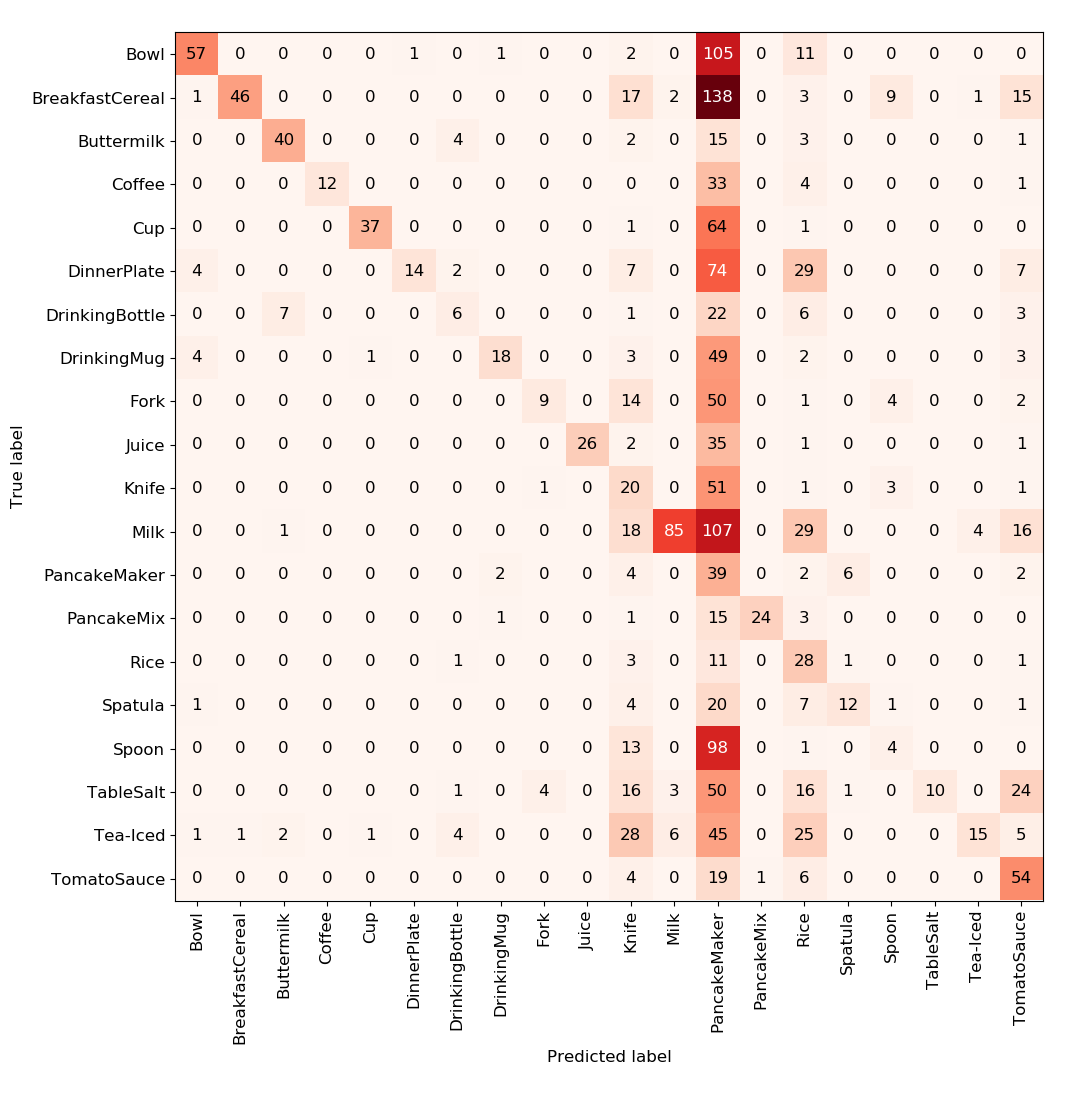 Bowl 57 0 0 0 0 1 0 1 0 0 2 0 105 0 11 0 0 0 0 0
BreakfastCereal 1 46 0 0 0 0 0 0 0 0 17 2 138 0 3 0 9 0 1 15
Buttermilk 0 0 40 0 0 0 4 0 0 0 2 0 15 0 3 0 0 0 0 1
Coffee 0 0 0 12 0 0 0 0 0 0 0 0 33 0 4 0 0 0 0 1
Cup 0 0 0 0 37 0 0 0 0 0 1 0 64 0 1 0 0 0 0 0
DinnerPlate 4 0 0 0 0 14 2 0 0 0 7 0 74 0 29 0 0 0 0 7
DrinkingBottle 0 0 7 0 0 0 6 0 0 0 1 0 22 0 6 0 0 0 0 3
DrinkingMug 4 0 0 0 1 0 0 18 0 0 3 0 49 0 2 0 0 0 0 3
Fork 0 0 0 0 0 0 0 0 9 0 14 0 50 0 1 0 4 0 0 2
Juice 0 0 0 0 0 0 0 0 0 26 2 0 35 0 1 0 0 0 0 1
Knife 0 0 0 0 0 0 0 0 1 0 20 0 51 0 1 0 3 0 0 1
Milk 0 0 1 0 0 0 0 0 0 0 18 85 107 0 29 0 0 0 4 16
PancakeMaker 0 0 0 0 0 0 0 2 0 0 4 0 39 0 2 6 0 0 0 2
PancakeMix 0 0 0 0 0 0 0 1 0 0 1 0 15 24 3 0 0 0 0 0
Rice 0 0 0 0 0 0 1 0 0 0 3 0 11 0 28 1 0 0 0 1
Spatula 1 0 0 0 0 0 0 0 0 0 4 0 20 0 7 12 1 0 0 1
Spoon 0 0 0 0 0 0 0 0 0 0 13 0 98 0 1 0 4 0 0 0
TableSalt 0 0 0 0 0 0 1 0 4 0 16 3 50 0 16 1 0 10 0 24
Tea-Iced 1 1 2 0 1 0 4 0 0 0 28 6 45 0 25 0 0 0 15 5
TomatoSauce 0 0 0 0 0 0 0 0 0 0 4 0 19 1 6 0 0 0 0 54
True label
Bowl
BreakfastCereal
Buttermilk
Coffee
Cup
DinnerPlate
DrinkingBottle
DrinkingMug
Fork
Juice
Knife
Milk
PancakeMaker
PancakeMix
Rice
Spatula
Spoon
TableSalt
Tea-Iced
TomatoSauce
Predicted label